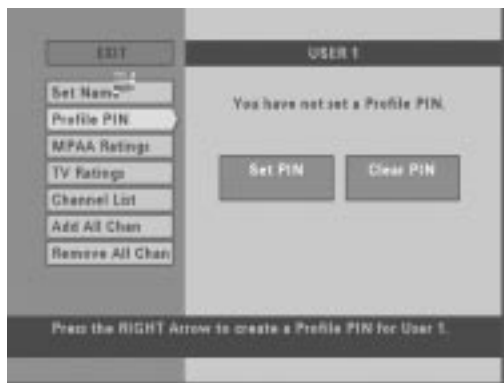 EXIT
USER 1
Set Name
You have not set a Profile PIN.
Profile PIN
MPAA Ratings
TV Ratings
Set PIN
Clear PIN
Channel List
Add All Chan
Remove All Chan
Press the RIGHT Arrow to create a Profile PIN for User 1.